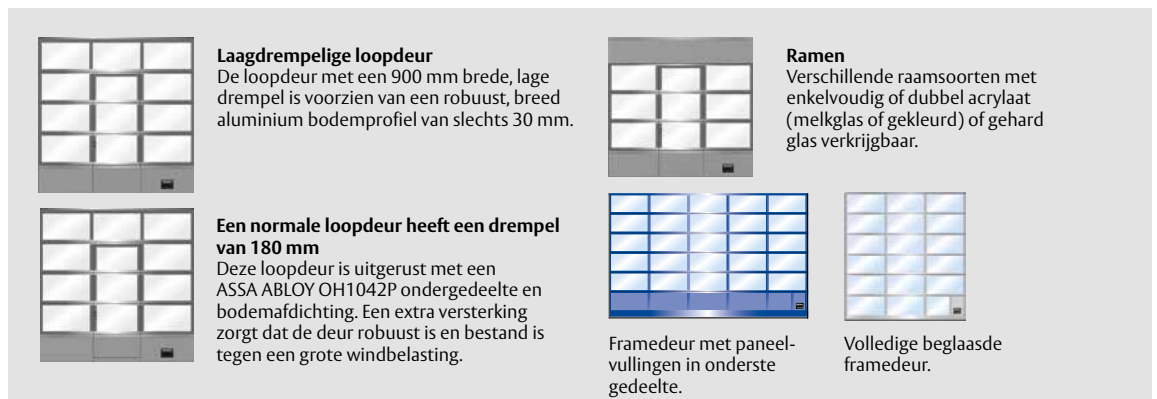 Laagdrempelige loopdeur
De loopdeur met een 900 mm brede, lage
drempel is voorzien van een robuust, breed
aluminium bodemprofiel van slechts 30 mm.
Een normale loopdeur heeft een drempel
van 180 mm
Deze loopdeur is uitgerust met een
ASSA ABLOY OH1042P ondergedeelte en
bodemafdichting. Een extra versterking
zorgt dat de deur robuust is en bestand is
tegen een grote windbelasting.
Ramen
Verschillende raamsoorten met
enkelvoudig of dubbel acrylaat
(melkglas of gekleurd) of gehard
glas verkrijgbaar.
Framedeur met paneel-
vullingen in onderste
gedeelte.
Volledige beglaasde
framedeur.